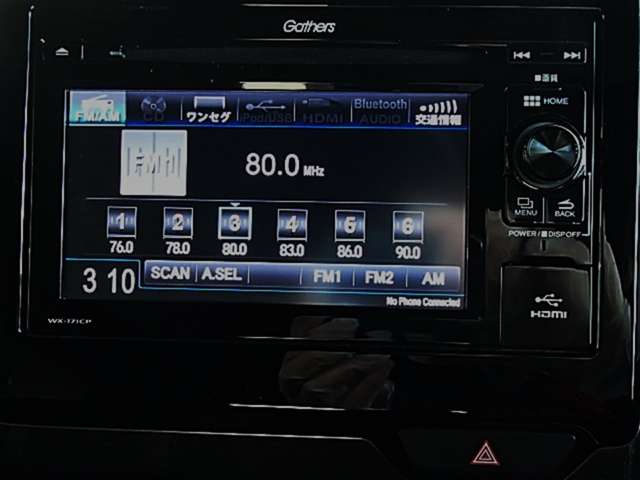 Gathers
画質
HOME
FM/AM CD ワンセグ iPod/USB HDMI Bluetooth AUDIO 交通情報
FM1 80.0 MHz
1 2 3 4 5 6
76.0 78.0 80.0 83.0 86.0 90.0
MENU BACK
POWER / DISP OFF
3 10 SCAN A.SEL FM1 FM2 AM
No Phone Connected
HDMI
WX-171CP